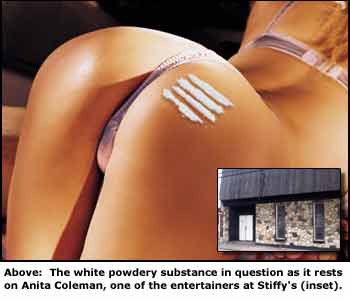 Above: The white powdery substance in question as it rests
on Anita Coleman, one of the entertainers at Stiffy's (inset).